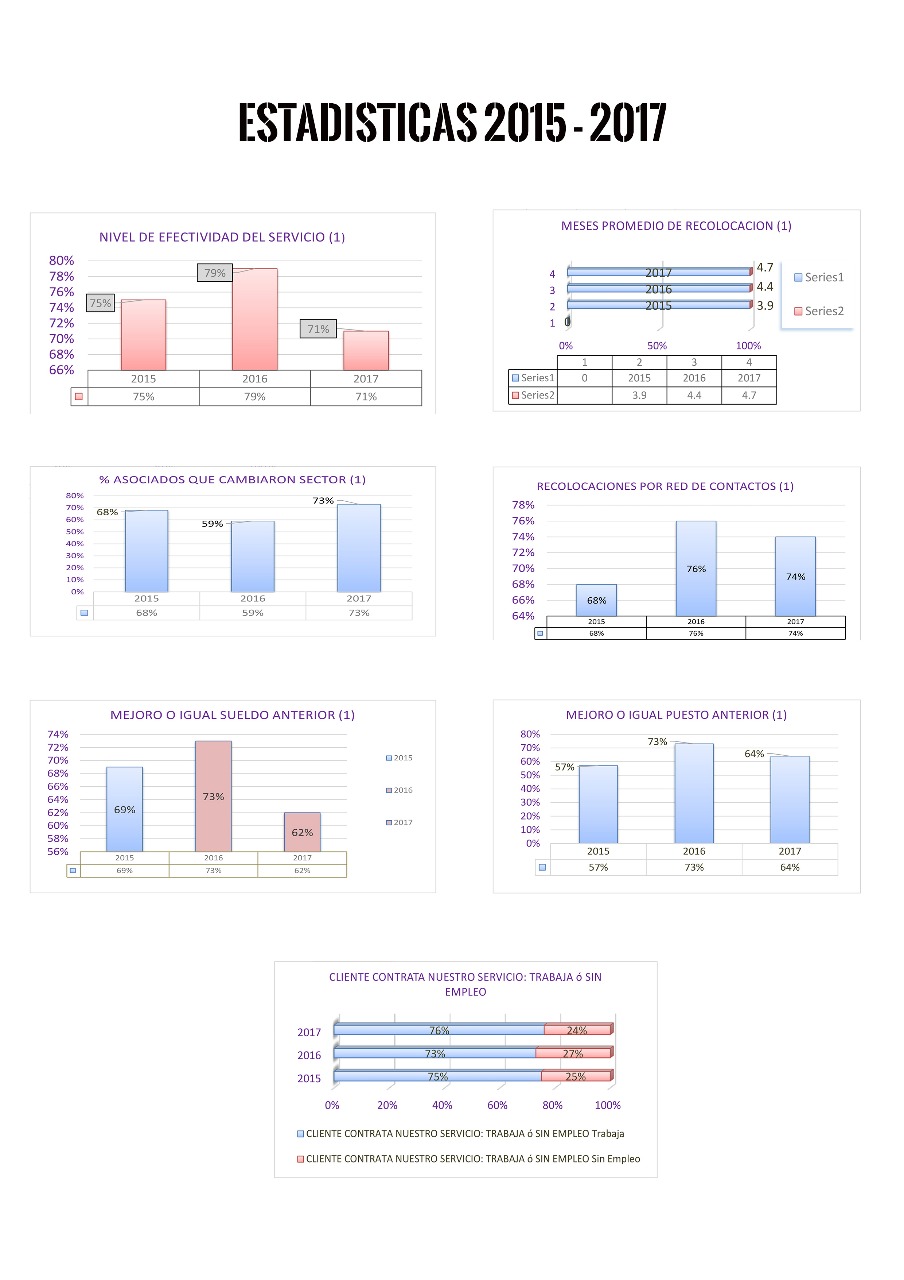 ESTADISTICAS 2015 - 2017
NIVEL DE EFECTIVIDAD DEL SERVICIO (1)
80%
78%
76%
74%
72%
70%
68%
66%
75%
79%
71%
2015 2016 2017
75% 79% 71%
MESES PROMEDIO DE RECOLOCACION (1)
4 2017 4.7
3 2016 4.4
2 2015 3.9
1 0
0% 50% 100%
Series1
Series2
1 2 3 4
Series1 0 2015 2016 2017
Series2 3.9 4.4 4.7
% ASOCIADOS QUE CAMBIARON SECTOR (1)
80%
70%
60%
50%
40%
30%
20%
10%
0%
68%
59%
73%
2015 2016 2017
68% 59% 73%
RECOLOCACIONES POR RED DE CONTACTOS (1)
78%
76%
74%
72%
70%
68%
66%
64%
68%
76%
74%
2015 2016 2017
68% 76% 74%
MEJORO O IGUAL SUELDO ANTERIOR (1)
74%
72%
70%
68%
66%
64%
62%
60%
58%
56%
69%
73%
62%
2015
2016
2017
2015 2016 2017
69% 73% 62%
MEJORO O IGUAL PUESTO ANTERIOR (1)
80%
70%
60%
50%
40%
30%
20%
10%
0%
57%
73%
64%
2015 2016 2017
57% 73% 64%
CLIENTE CONTRATA NUESTRO SERVICIO: TRABAJA ó SIN
EMPLEO
2017 76% 24%
2016 73% 27%
2015 75% 25%
0% 20% 40% 60% 80% 100%
CLIENTE CONTRATA NUESTRO SERVICIO: TRABAJA ó SIN EMPLEO Trabaja
CLIENTE CONTRATA NUESTRO SERVICIO: TRABAJA ó SIN EMPLEO Sin Empleo